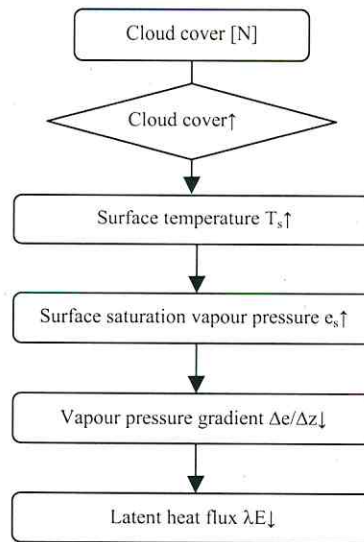 Cloud cover [N]
Cloud cover↑
Surface temperature Tₛ↑
Surface saturation vapour pressure eₛ↑
Vapour pressure gradient Δe/Δz↓
Latent heat flux λE↓